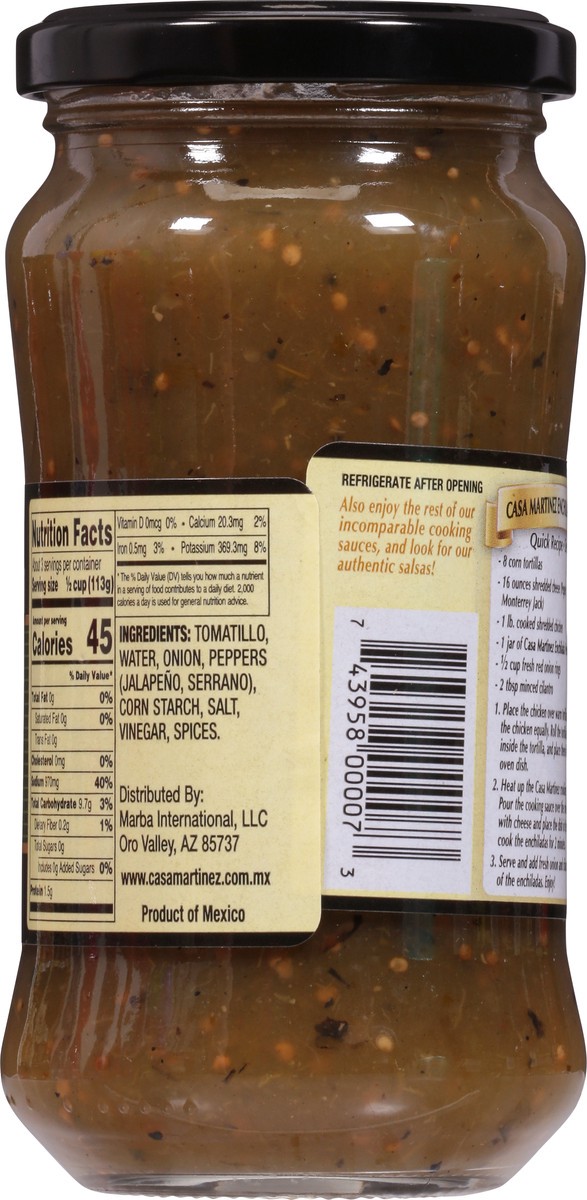 Nutrition Facts
servings per container
Serving size ½ cup (113g)
Amount per serving
Calories 45
% Daily Value*
Total Fat 0g 0%
Saturated Fat 0g 0%
Trans Fat 0g
Cholesterol 0mg 0%
Sodium 970mg 40%
Total Carbohydrate 9.7g 3%
Dietary Fiber 0.2g 1%
Total Sugars 0g
Includes 0g Added Sugars 0%
Protein 1.5g
Vitamin D 0mcg 0% • Calcium 20.3mg 2%
Iron 0.5mg 3% • Potassium 369.3mg 8%
*The % Daily Value (DV) tells you how much a nutrient
in a serving of food contributes to a daily diet. 2,000
calories a day is used for general nutrition advice.
INGREDIENTS: TOMATILLO,
WATER, ONION, PEPPERS
(JALAPEÑO, SERRANO),
CORN STARCH, SALT,
VINEGAR, SPICES.
Distributed By:
Marba International, LLC
Oro Valley, AZ 85737
www.casamartinez.com.mx
Product of Mexico
REFRIGERATE AFTER OPENING
Also enjoy the rest of our
incomparable cooking
sauces, and look for our
authentic salsas!
7 43958 00007 3
CASA MARTINEZ
Quick Recipe
- 8 corn tortillas
- 16 ounces shredded cheese
Monterrey Jack)
- 1 lb. cooked shredded
- 1 jar of Casa Martinez
- ½ cup fresh red onion
- 2 tbsp minced cilantro
1. Place the chicken over warm
the chicken equally. Roll the
inside the tortilla, and place
oven dish.
2. Heat up the Casa Martinez
Pour the cooking sauce over the
with cheese and place the
cook the enchiladas for
3. Serve and add fresh onion and
of the enchiladas. Enjoy!